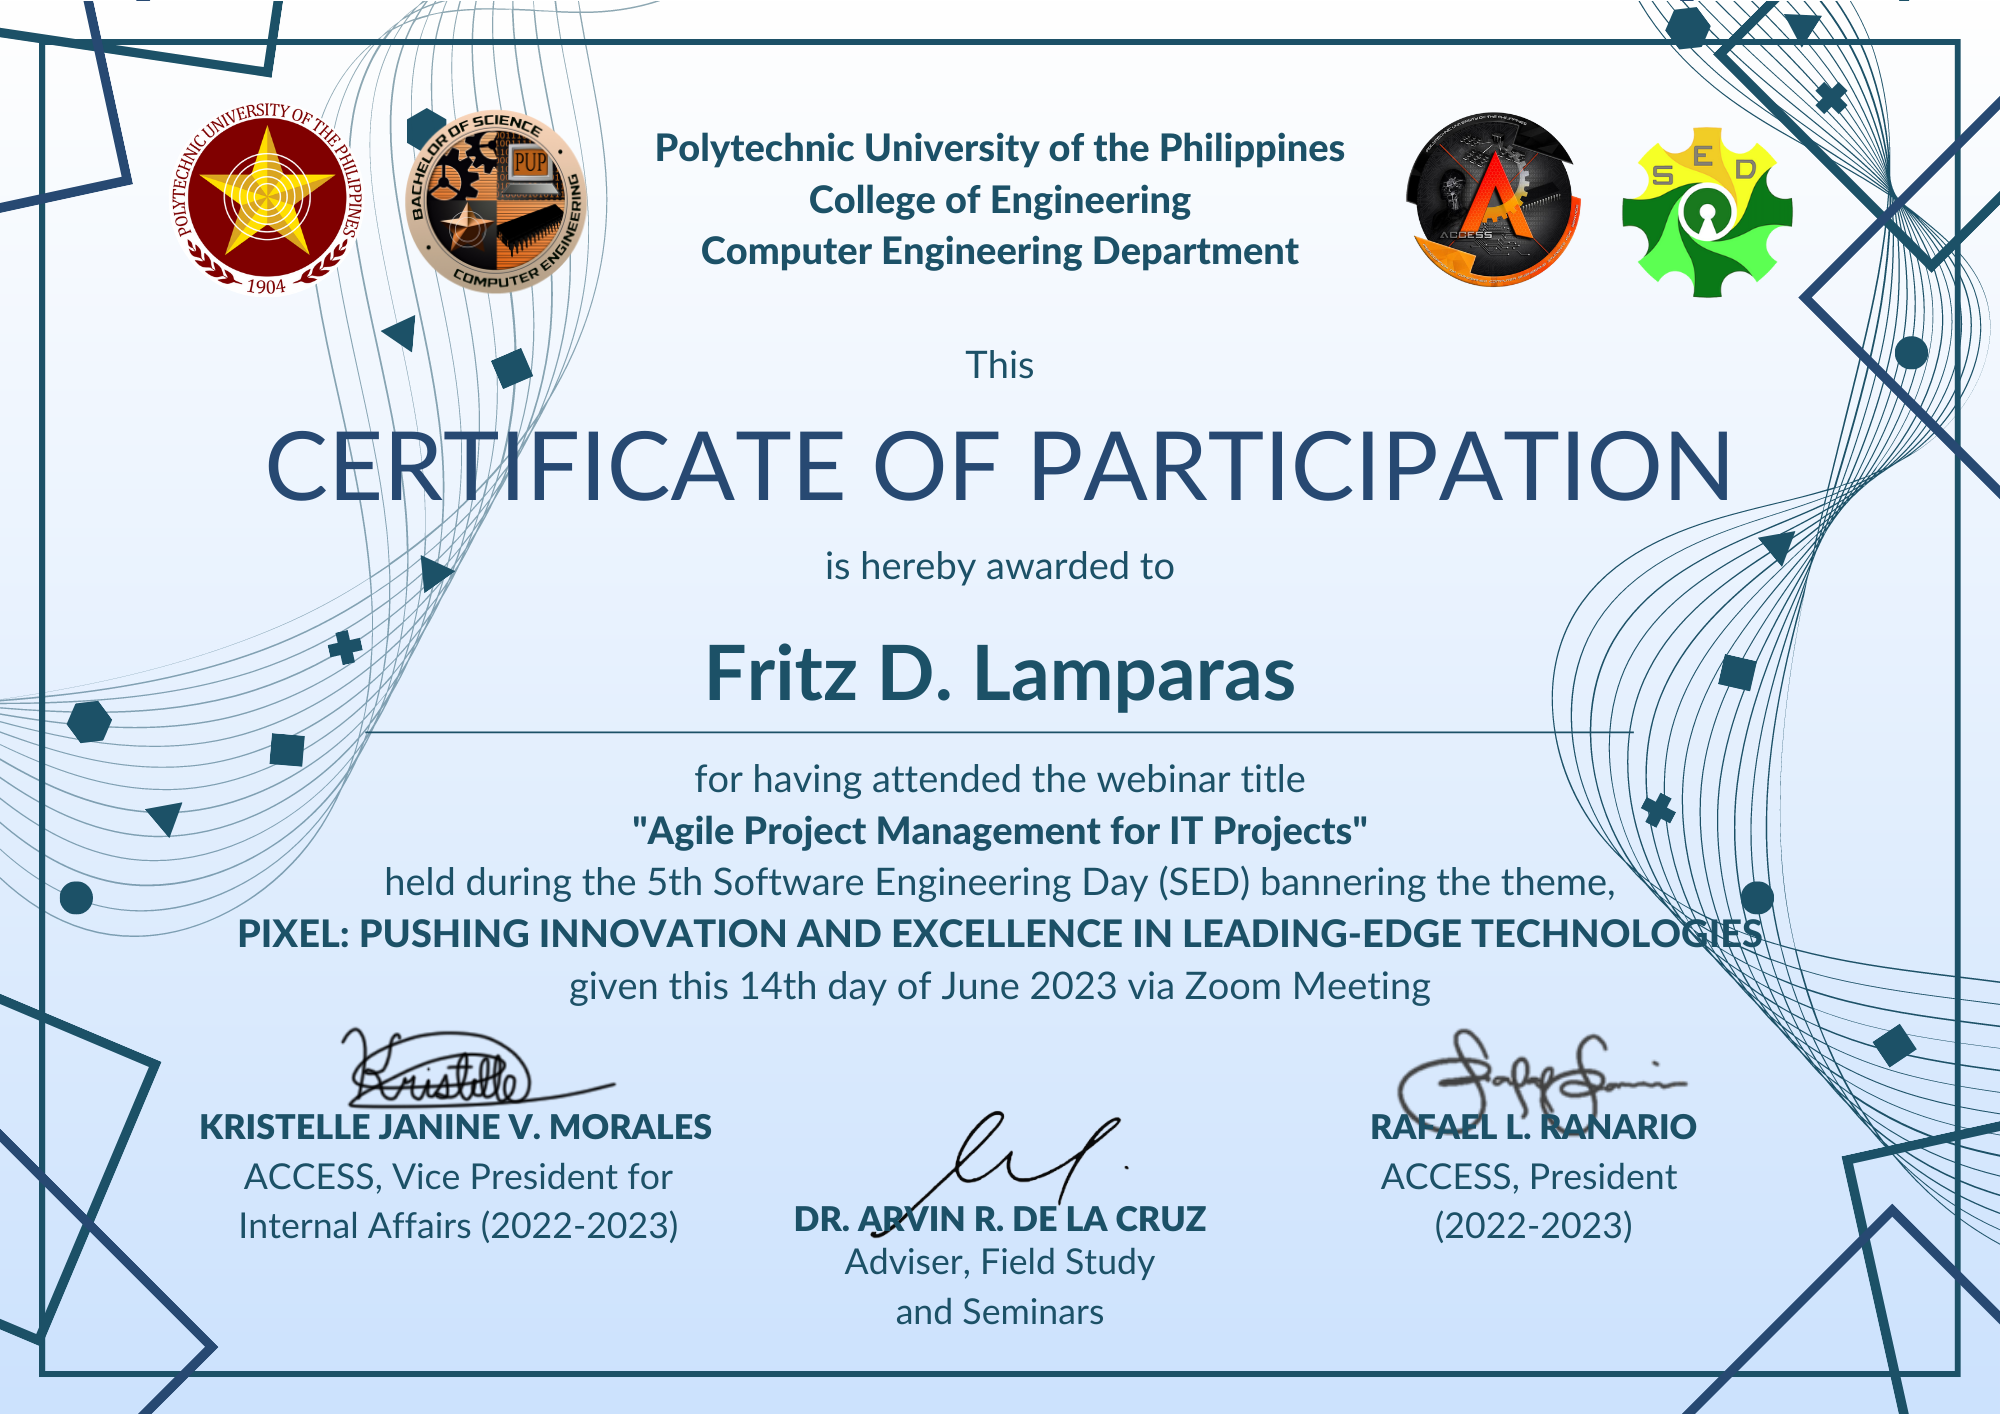 POLYTECHNIC UNIVERSITY OF THE PHILIPPINES
1904
BACHELOR OF SCIENCE
PUP
COMPUTER ENGINEERING
Polytechnic University of the Philippines
College of Engineering
Computer Engineering Department
ACCESS
SED
This
CERTIFICATE OF PARTICIPATION
is hereby awarded to
Fritz D. Lamparas
for having attended the webinar title
"Agile Project Management for IT Projects"
held during the 5th Software Engineering Day (SED) bannering the theme,
PIXEL: PUSHING INNOVATION AND EXCELLENCE IN LEADING-EDGE TECHNOLOGIES
given this 14th day of June 2023 via Zoom Meeting
Kristelle
KRISTELLE JANINE V. MORALES
ACCESS, Vice President for
Internal Affairs (2022-2023)
DR. ARVIN R. DE LA CRUZ
Adviser, Field Study
and Seminars
RAFAEL L. RANARIO
ACCESS, President
(2022-2023)